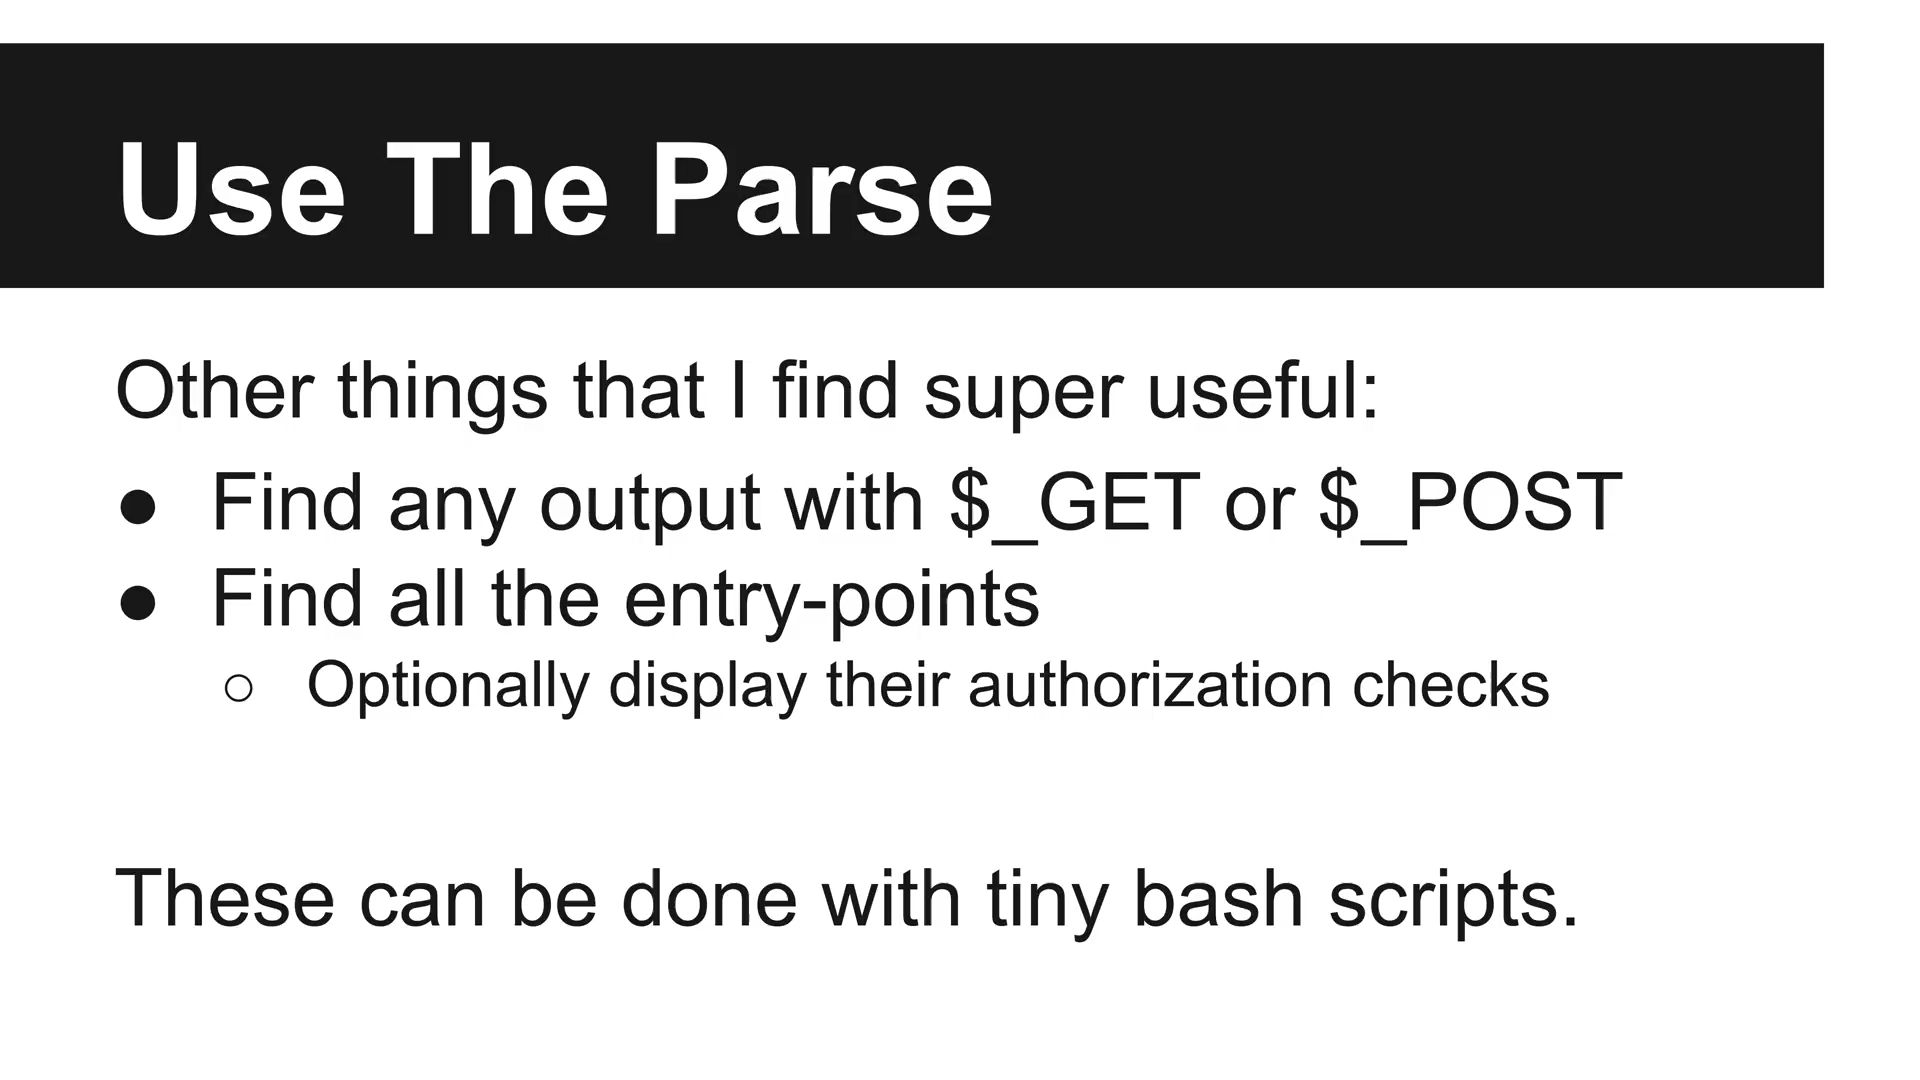 Use The Parse
Other things that I find super useful:
● Find any output with $_GET or $_POST
● Find all the entry-points
○ Optionally display their authorization checks
These can be done with tiny bash scripts.